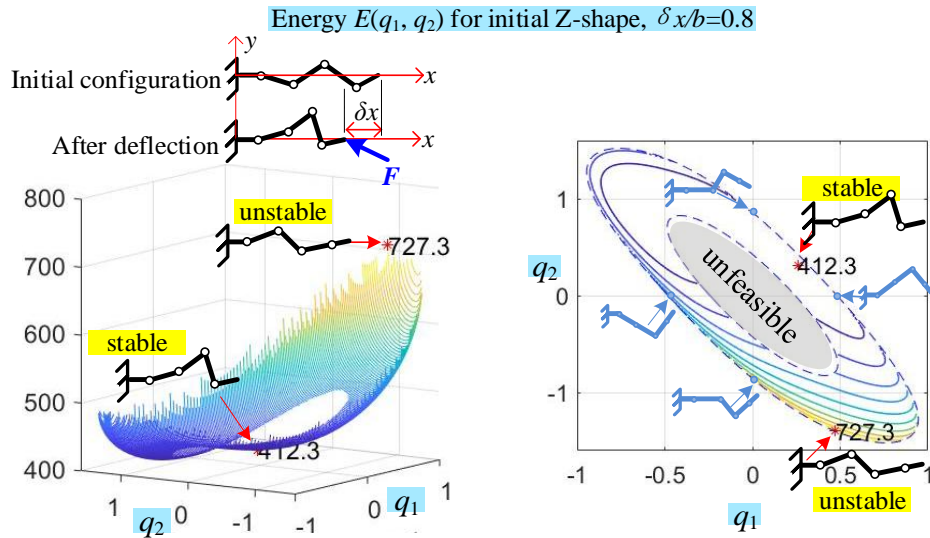 Energy E(q1, q2) for initial Z-shape, δx/b=0.8
y
Initial configuration
x
δx
After deflection
x
F
800
700
600
500
400
unstable
727.3
stable
412.3
1
0
-1
-1
0
1
q2
q1
1
0
-1
q2
-1
-0.5
0
0.5
1
q1
stable
412.3
unfeasible
727.3
unstable